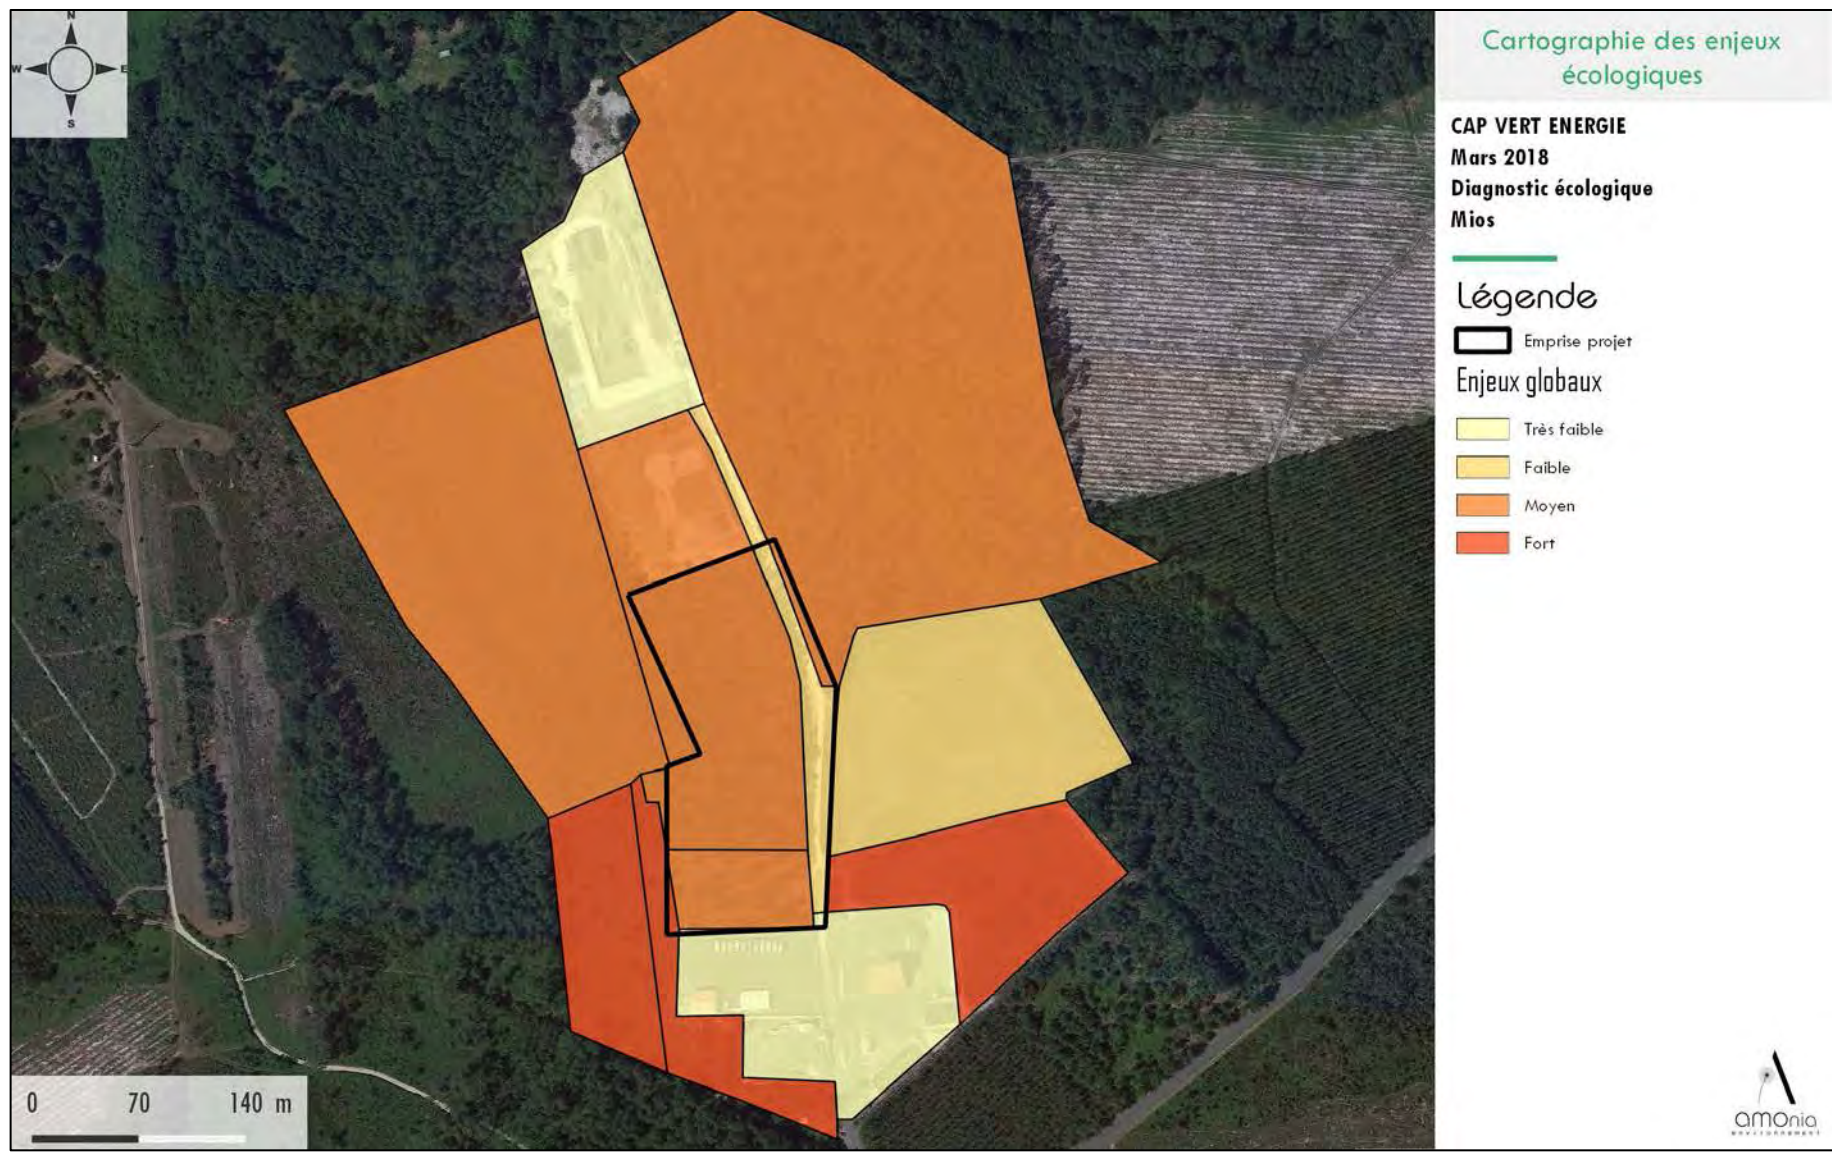 N
W
E
S
Cartographie des enjeux
écologiques
CAP VERT ENERGIE
Mars 2018
Diagnostic écologique
Mios
Légende
Emprise projet
Enjeux globaux
Très faible
Faible
Moyen
Fort
0 70 140 m
amonia
environnement